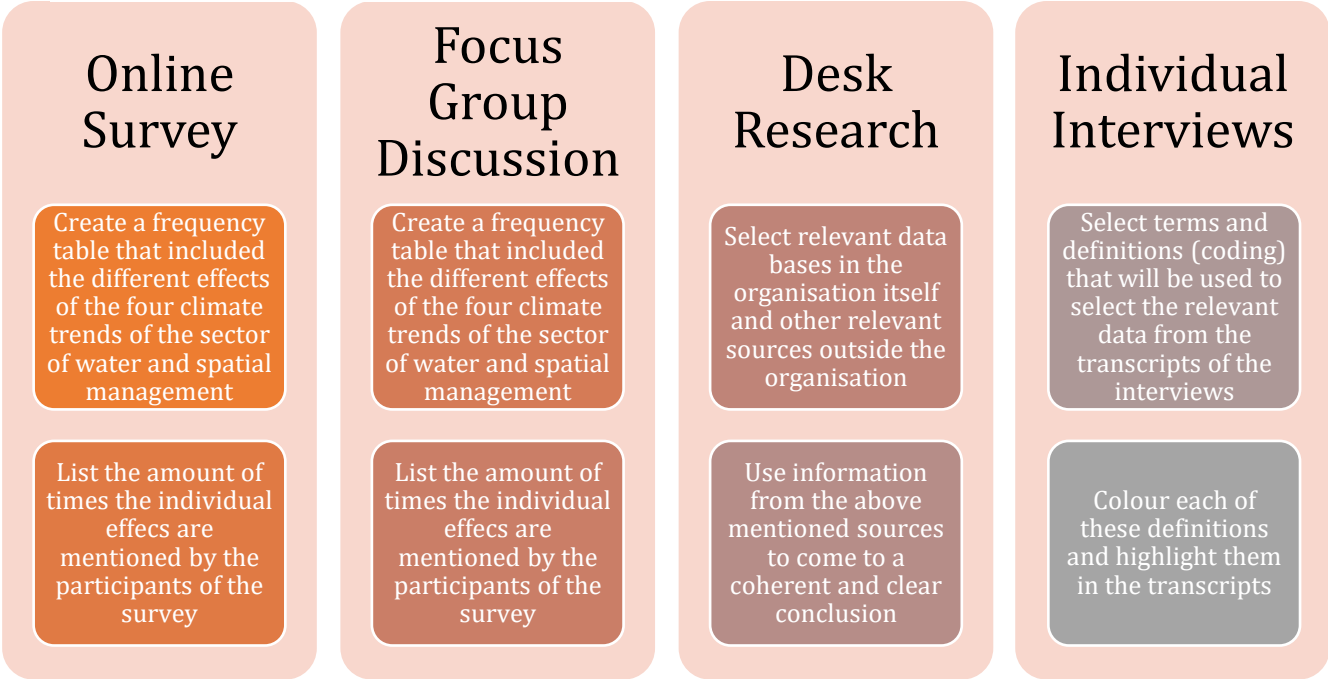 Online
Survey
Create a frequency
table that included
the different effects
of the four climate
trends of the sector
of water and spatial
management
List the amount of
times the individual
effecs are
mentioned by the
participants of the
survey
Focus
Group
Discussion
Create a frequency
table that included
the different effects
of the four climate
trends of the sector
of water and spatial
management
List the amount of
times the individual
effecs are
mentioned by the
participants of the
survey
Desk
Research
Select relevant data
bases in the
organisation itself
and other relevant
sources outside the
organisation
Use information
from the above
mentioned sources
to come to a
coherent and clear
conclusion
Individual
Interviews
Select terms and
definitions (coding)
that will be used to
select the relevant
data from the
transcripts of the
interviews
Colour each of
these definitions
and highlight them
in the transcripts